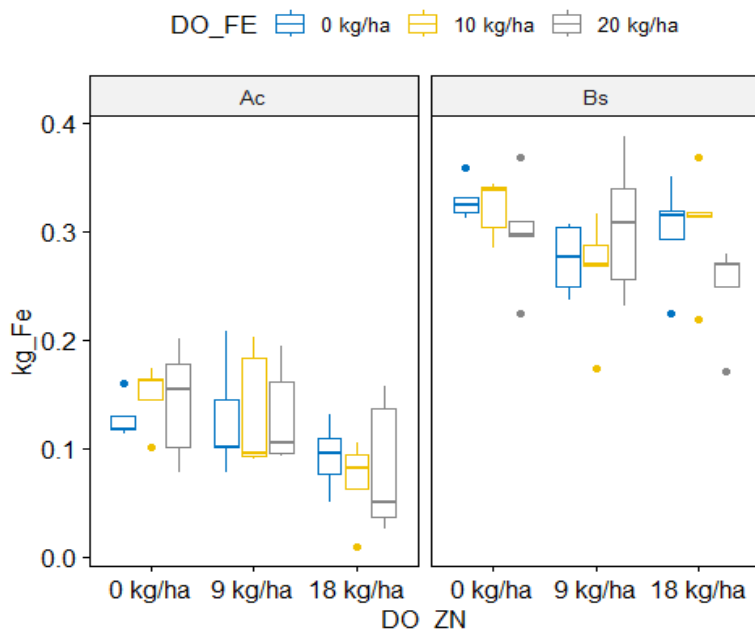 DO_FE 0 kg/ha 10 kg/ha 20 kg/ha
Ac Bs
kg_Fe
0.4
0.3
0.2
0.1
0.0
0 kg/ha 9 kg/ha 18 kg/ha 0 kg/ha 9 kg/ha 18 kg/ha
DO_ZN